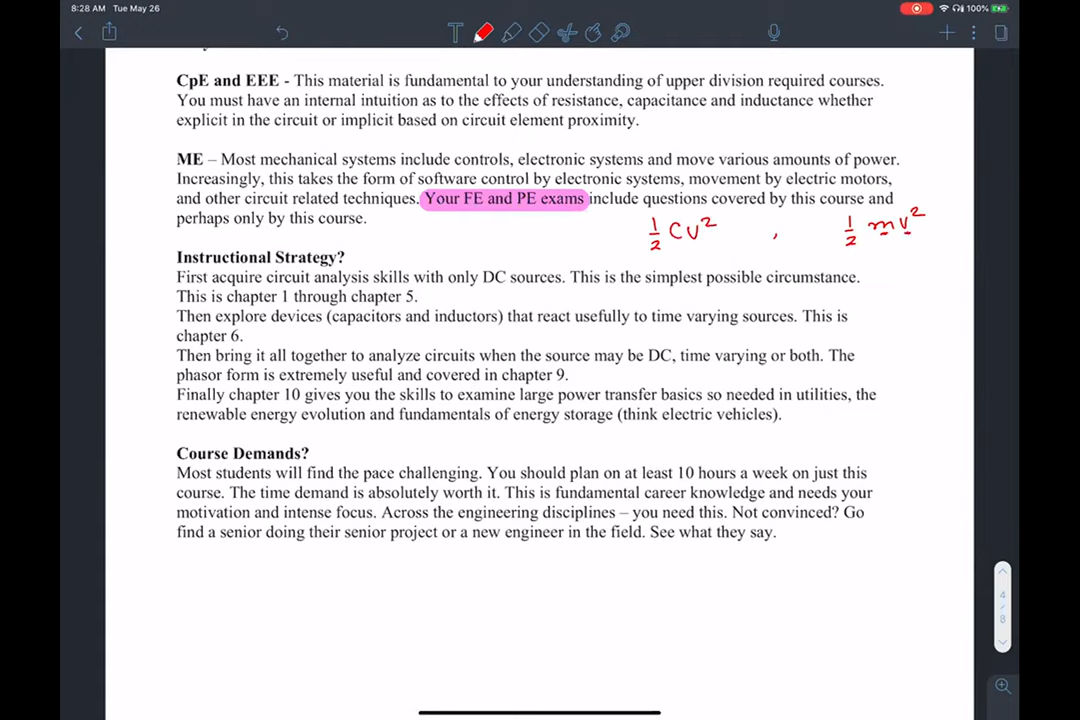 8:28 AM Tue May 26
100%
CpE and EEE - This material is fundamental to your understanding of upper division required courses.
You must have an internal intuition as to the effects of resistance, capacitance and inductance whether
explicit in the circuit or implicit based on circuit element proximity.
ME – Most mechanical systems include controls, electronic systems and move various amounts of power.
Increasingly, this takes the form of software control by electronic systems, movement by electric motors,
and other circuit related techniques. Your FE and PE exams include questions covered by this course and
perhaps only by this course.
½ CV² , ½ mv²
Instructional Strategy?
First acquire circuit analysis skills with only DC sources. This is the simplest possible circumstance.
This is chapter 1 through chapter 5.
Then explore devices (capacitors and inductors) that react usefully to time varying sources. This is
chapter 6.
Then bring it all together to analyze circuits when the source may be DC, time varying or both. The
phasor form is extremely useful and covered in chapter 9.
Finally chapter 10 gives you the skills to examine large power transfer basics so needed in utilities, the
renewable energy evolution and fundamentals of energy storage (think electric vehicles).
Course Demands?
Most students will find the pace challenging. You should plan on at least 10 hours a week on just this
course. The time demand is absolutely worth it. This is fundamental career knowledge and needs your
motivation and intense focus. Across the engineering disciplines – you need this. Not convinced? Go
find a senior doing their senior project or a new engineer in the field. See what they say.
4
/
8